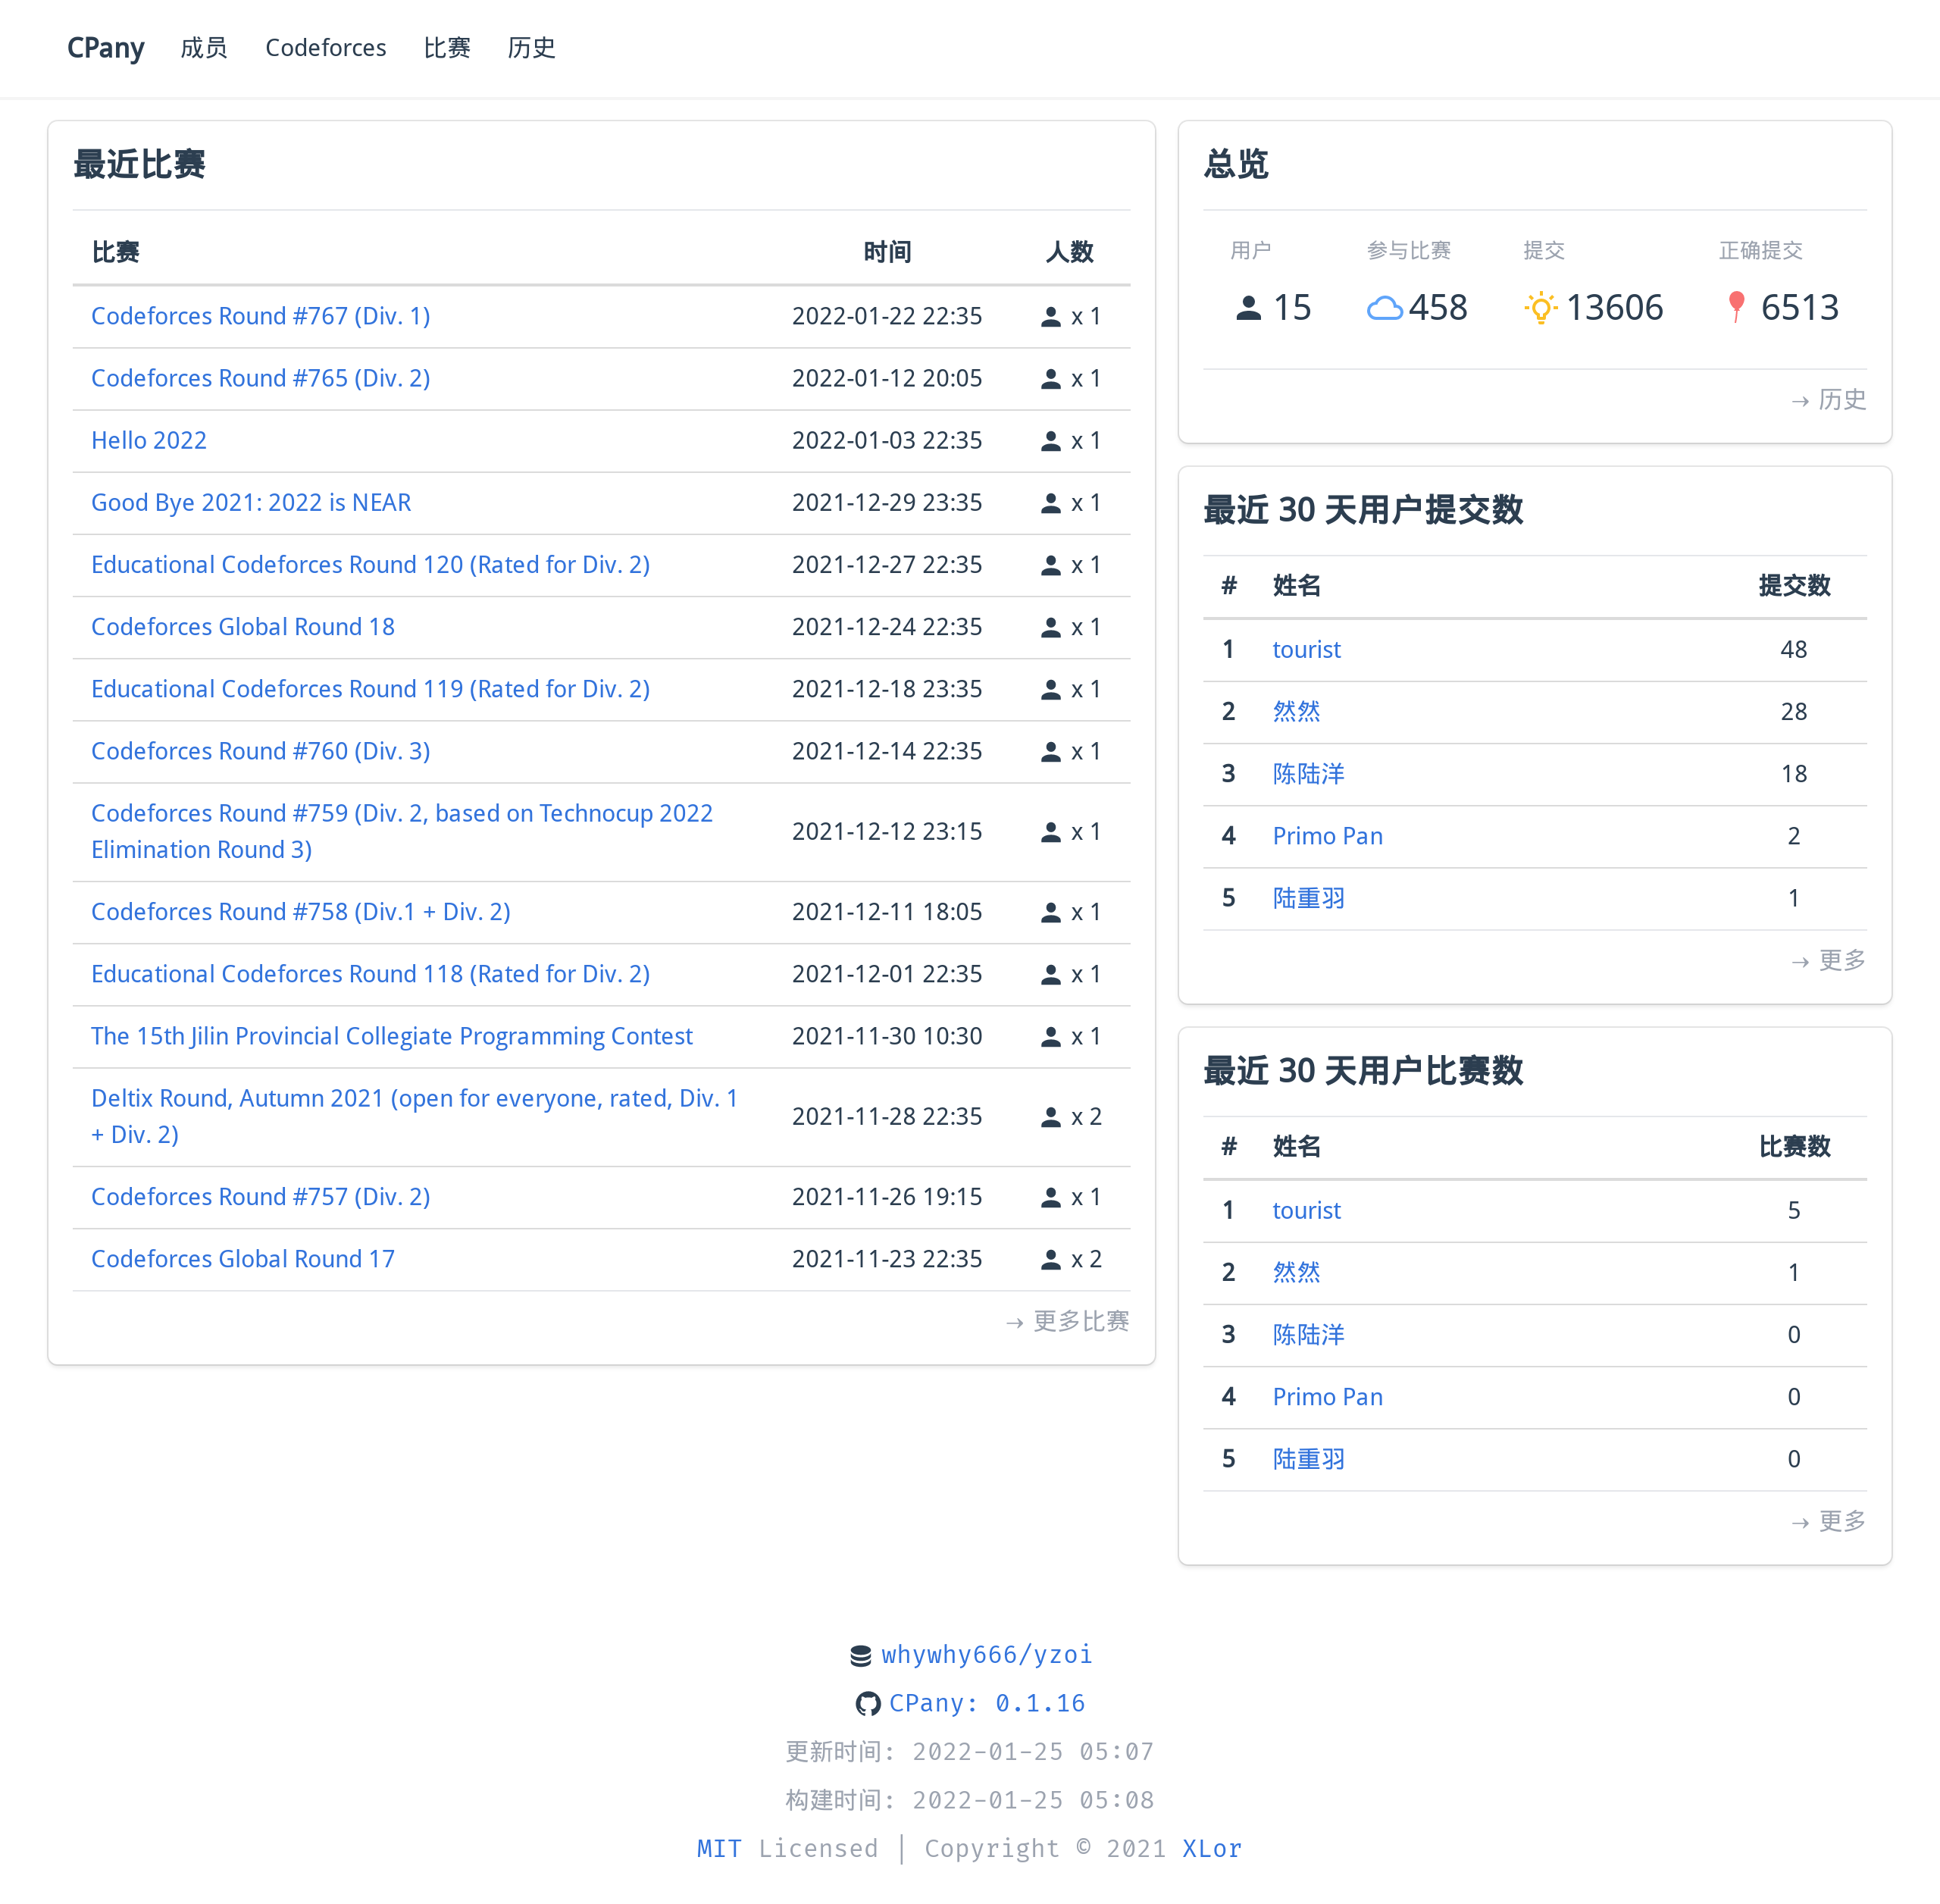 CPany 成员 Codeforces 比赛 历史
最近比赛
比赛 时间 人数
Codeforces Round #767 (Div. 1) 2022-01-22 22:35 x 1
Codeforces Round #765 (Div. 2) 2022-01-12 20:05 x 1
Hello 2022 2022-01-03 22:35 x 1
Good Bye 2021: 2022 is NEAR 2021-12-29 23:35 x 1
Educational Codeforces Round 120 (Rated for Div. 2) 2021-12-27 22:35 x 1
Codeforces Global Round 18 2021-12-24 22:35 x 1
Educational Codeforces Round 119 (Rated for Div. 2) 2021-12-18 23:35 x 1
Codeforces Round #760 (Div. 3) 2021-12-14 22:35 x 1
Codeforces Round #759 (Div. 2, based on Technocup 2022
Elimination Round 3) 2021-12-12 23:15 x 1
Codeforces Round #758 (Div.1 + Div. 2) 2021-12-11 18:05 x 1
Educational Codeforces Round 118 (Rated for Div. 2) 2021-12-01 22:35 x 1
The 15th Jilin Provincial Collegiate Programming Contest 2021-11-30 10:30 x 1
Deltix Round, Autumn 2021 (open for everyone, rated, Div. 1
+ Div. 2) 2021-11-28 22:35 x 2
Codeforces Round #757 (Div. 2) 2021-11-26 19:15 x 1
Codeforces Global Round 17 2021-11-23 22:35 x 2
→ 更多比赛
总览
用户 参与比赛 提交 正确提交
15 458 13606 6513
→ 历史
最近 30 天用户提交数
# 姓名 提交数
1 tourist 48
2 然然 28
3 陈陆洋 18
4 Primo Pan 2
5 陆重羽 1
→ 更多
最近 30 天用户比赛数
# 姓名 比赛数
1 tourist 5
2 然然 1
3 陈陆洋 0
4 Primo Pan 0
5 陆重羽 0
→ 更多
whywhy666/yzoi
CPany: 0.1.16
更新时间: 2022-01-25 05:07
构建时间: 2022-01-25 05:08
MIT Licensed | Copyright © 2021 XLor